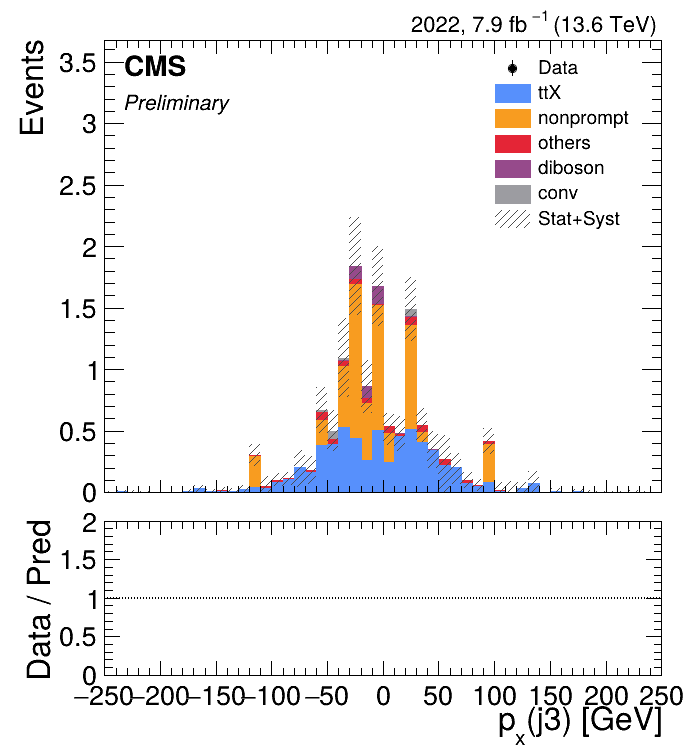 2022, 7.9 fb⁻¹ (13.6 TeV)
CMS
Preliminary
Events
3.5
3
2.5
2
1.5
1
0.5
0
Data
ttX
nonprompt
others
diboson
conv
Stat+Syst
Data / Pred
2
1.5
1
0.5
0
−250 −200 −150 −100 −50 0 50 100 150 200 250
pₓ(j3) [GeV]